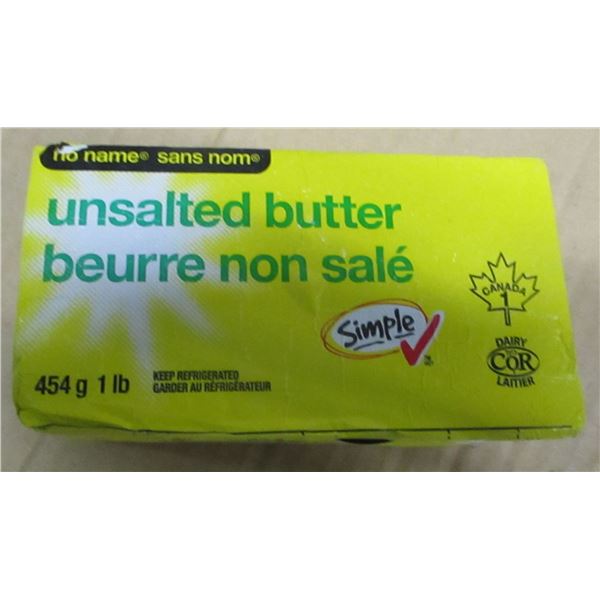 no name® sans nom®
unsalted butter
beurre non salé
Simple
CANADA
1
DAIRY
COR
LAITIER
454 g 1 lb
KEEP REFRIGERATED
GARDER AU RÉFRIGÉRATEUR